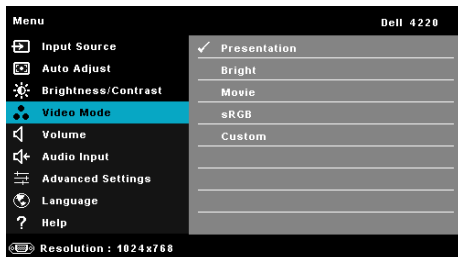 Menu Dell 4220
Input Source
Auto Adjust
Brightness/Contrast
Video Mode
Volume
Audio Input
Advanced Settings
Language
? Help
Resolution : 1024x768
✓ Presentation
Bright
Movie
sRGB
Custom